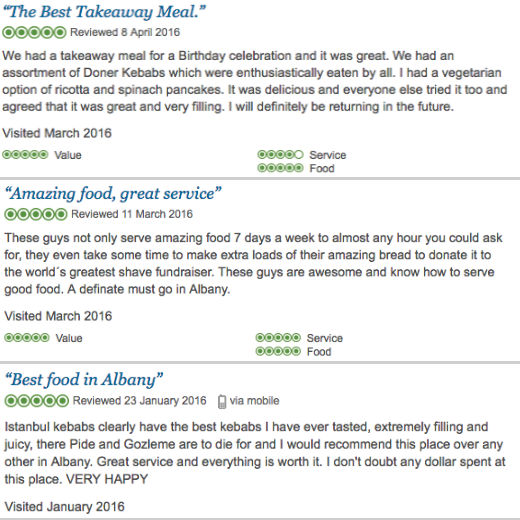 “The Best Takeaway Meal.”
Reviewed 8 April 2016
We had a takeaway meal for a Birthday celebration and it was great. We had an
assortment of Doner Kebabs which were enthusiastically eaten by all. I had a vegetarian
option of ricotta and spinach pancakes. It was delicious and everyone else tried it too and
agreed that it was great and very filling. I will definitely be returning in the future.
Visited March 2016
Value
Service
Food
“Amazing food, great service”
Reviewed 11 March 2016
These guys not only serve amazing food 7 days a week to almost any hour you could ask
for, they even take some time to make extra loads of their amazing bread to donate it to
the world´s greatest shave fundraiser. These guys are awesome and know how to serve
good food. A definate must go in Albany.
Visited March 2016
Value
Service
Food
“Best food in Albany”
Reviewed 23 January 2016 via mobile
Istanbul kebabs clearly have the best kebabs I have ever tasted, extremely filling and
juicy, there Pide and Gozleme are to die for and I would recommend this place over any
other in Albany. Great service and everything is worth it. I don't doubt any dollar spent at
this place. VERY HAPPY
Visited January 2016